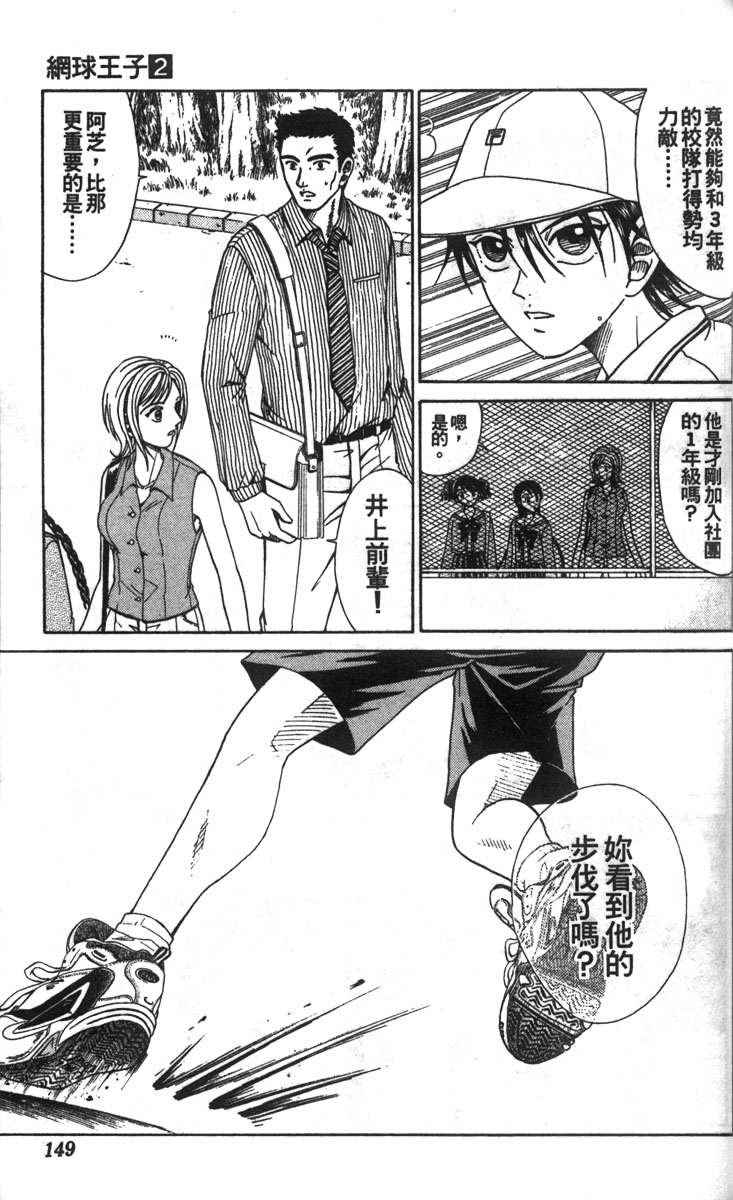 網球王子2
竟然能夠和3年級
的校隊打得勢均
力敵……
他是才剛加入社團
的1年級嗎？
嗯，
是的。
阿芝，比那
更重要的是……
井上前輩！
妳看到他的
步伐了嗎？
149